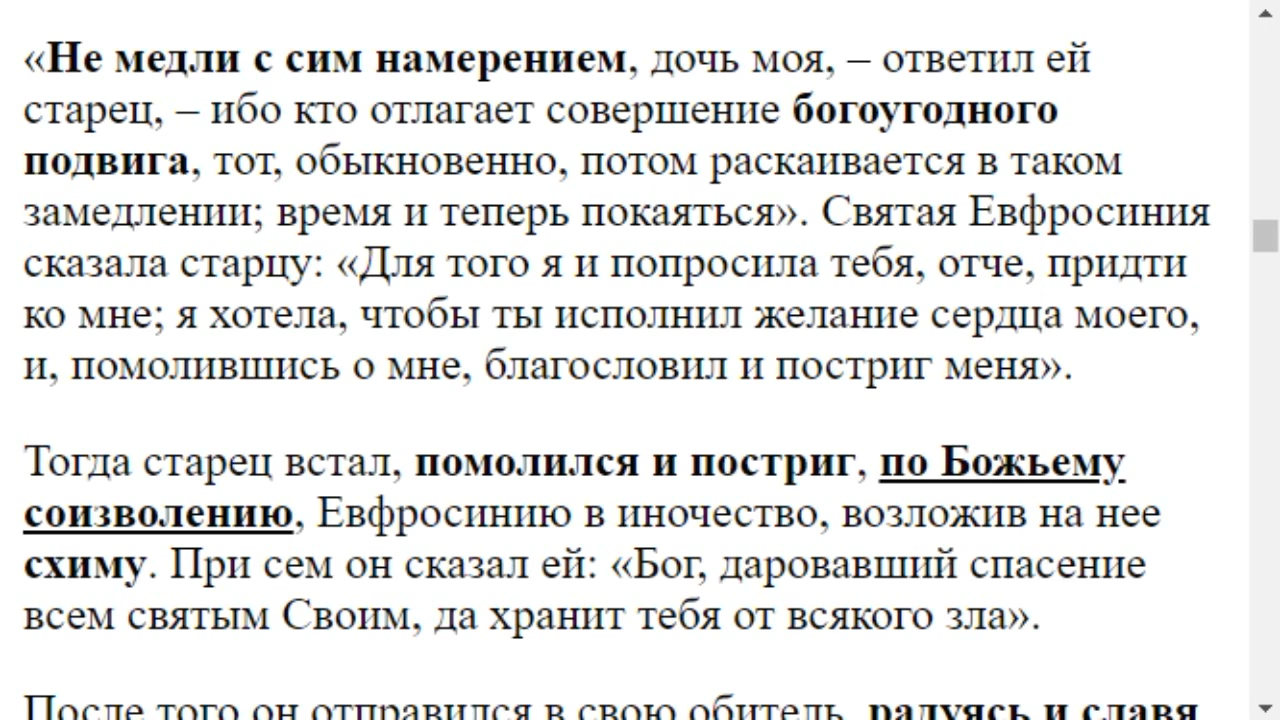 «Не медли с сим намерением, дочь моя, – ответил ей
старец, – ибо кто отлагает совершение богоугодного
подвига, тот, обыкновенно, потом раскаивается в таком
замедлении; время и теперь покаяться». Святая Евфросиния
сказала старцу: «Для того я и попросила тебя, отче, придти
ко мне; я хотела, чтобы ты исполнил желание сердца моего,
и, помолившись о мне, благословил и постриг меня».
Тогда старец встал, помолился и постриг, по Божьему
соизволению, Евфросинию в иночество, возложив на нее
схиму. При сем он сказал ей: «Бог, даровавший спасение
всем святым Своим, да хранит тебя от всякого зла».
После того он отправился в свою обитель, радуясь и славя